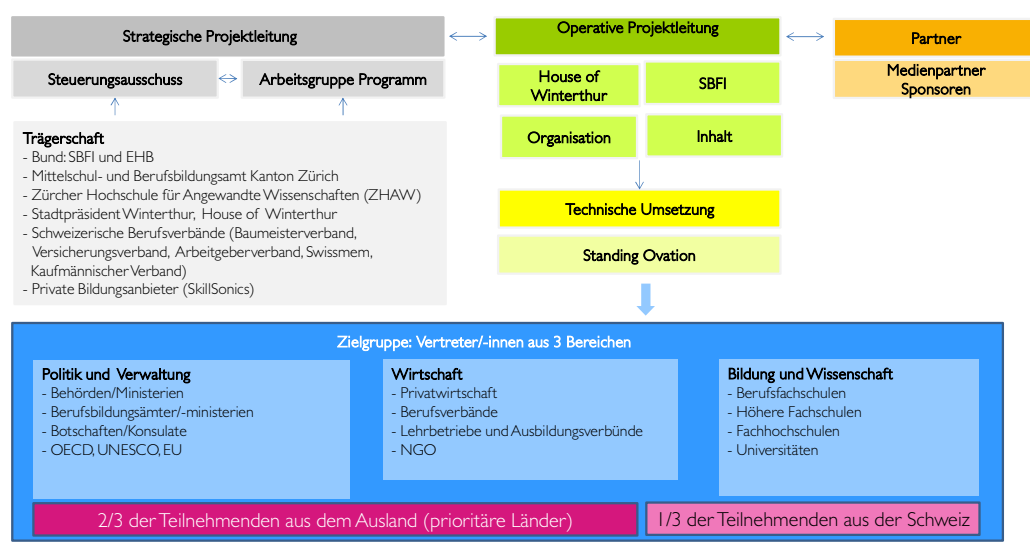 Strategische Projektleitung
Steuerungsausschuss
Arbeitsgruppe Programm
Trägerschaft
- Bund: SBFI und EHB
- Mittelschul- und Berufsbildungsamt Kanton Zürich
- Zürcher Hochschule für Angewandte Wissenschaften (ZHAW)
- Stadtpräsident Winterthur, House of Winterthur
- Schweizerische Berufsverbände (Baumeisterverband,
Versicherungsverband, Arbeitgeberverband, Swissmem,
Kaufmännischer Verband)
- Private Bildungsanbieter (SkillSonics)
Operative Projektleitung
House of
Winterthur
SBFI
Organisation
Inhalt
Technische Umsetzung
Standing Ovation
Partner
Medienpartner
Sponsoren
Zielgruppe: Vertreter/-innen aus 3 Bereichen
Politik und Verwaltung
- Behörden/Ministerien
- Berufsbildungsämter/-ministerien
- Botschaften/Konsulate
- OECD, UNESCO, EU
Wirtschaft
- Privatwirtschaft
- Berufsverbände
- Lehrbetriebe und Ausbildungsverbünde
- NGO
Bildung und Wissenschaft
- Berufsfachschulen
- Höhere Fachschulen
- Fachhochschulen
- Universitäten
2/3 der Teilnehmenden aus dem Ausland (prioritäre Länder)
1/3 der Teilnehmenden aus der Schweiz